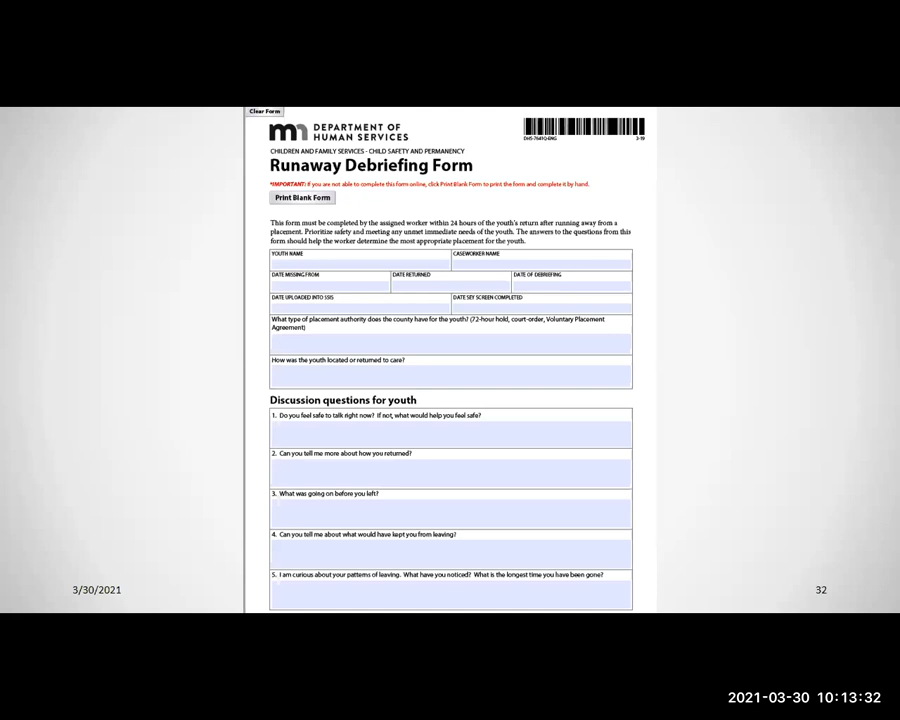 Clear Form
DEPARTMENT OF
HUMAN SERVICES
DHS-7641Q-ENG 3-19
CHILDREN AND FAMILY SERVICES - CHILD SAFETY AND PERMANENCY
Runaway Debriefing Form
*IMPORTANT: If you are not able to complete this form online, click Print Blank Form to print the form and complete it by hand.
Print Blank Form
This form must be completed by the assigned worker within 24 hours of the youth's return after running away from a
placement. Prioritize safety and meeting any unmet immediate needs of the youth. The answers to the questions from this
form should help the worker determine the most appropriate placement for the youth.
YOUTH NAME CASEWORKER NAME
DATE MISSING FROM DATE RETURNED DATE OF DEBRIEFING
DATE UPLOADED INTO SSIS DATE SEY SCREEN COMPLETED
What type of placement authority does the county have for the youth? (72-hour hold, court-order, Voluntary Placement
Agreement)
How was the youth located or returned to care?
Discussion questions for youth
1. Do you feel safe to talk right now? If not, what would help you feel safe?
2. Can you tell me more about how you returned?
3. What was going on before you left?
4. Can you tell me about what would have kept you from leaving?
5. I am curious about your patterns of leaving. What have you noticed? What is the longest time you have been gone?
3/30/2021 32
2021-03-30 10:13:32